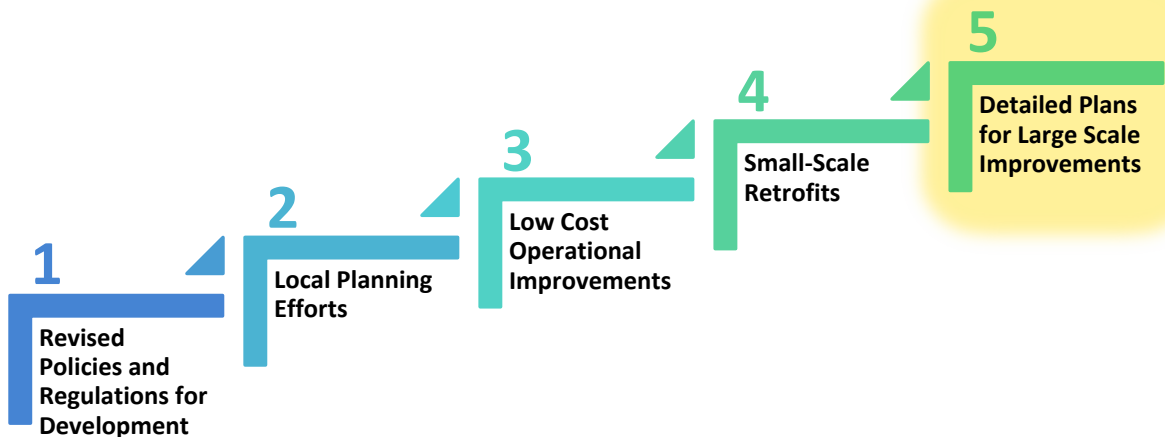 1
Revised
Policies and
Regulations for
Development
2
Local Planning
Efforts
3
Low Cost
Operational
Improvements
4
Small-Scale
Retrofits
5
Detailed Plans
for Large Scale
Improvements